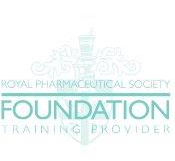 ROYAL PHARMACEUTICAL SOCIETY
FOUNDATION
TRAINING PROVIDER